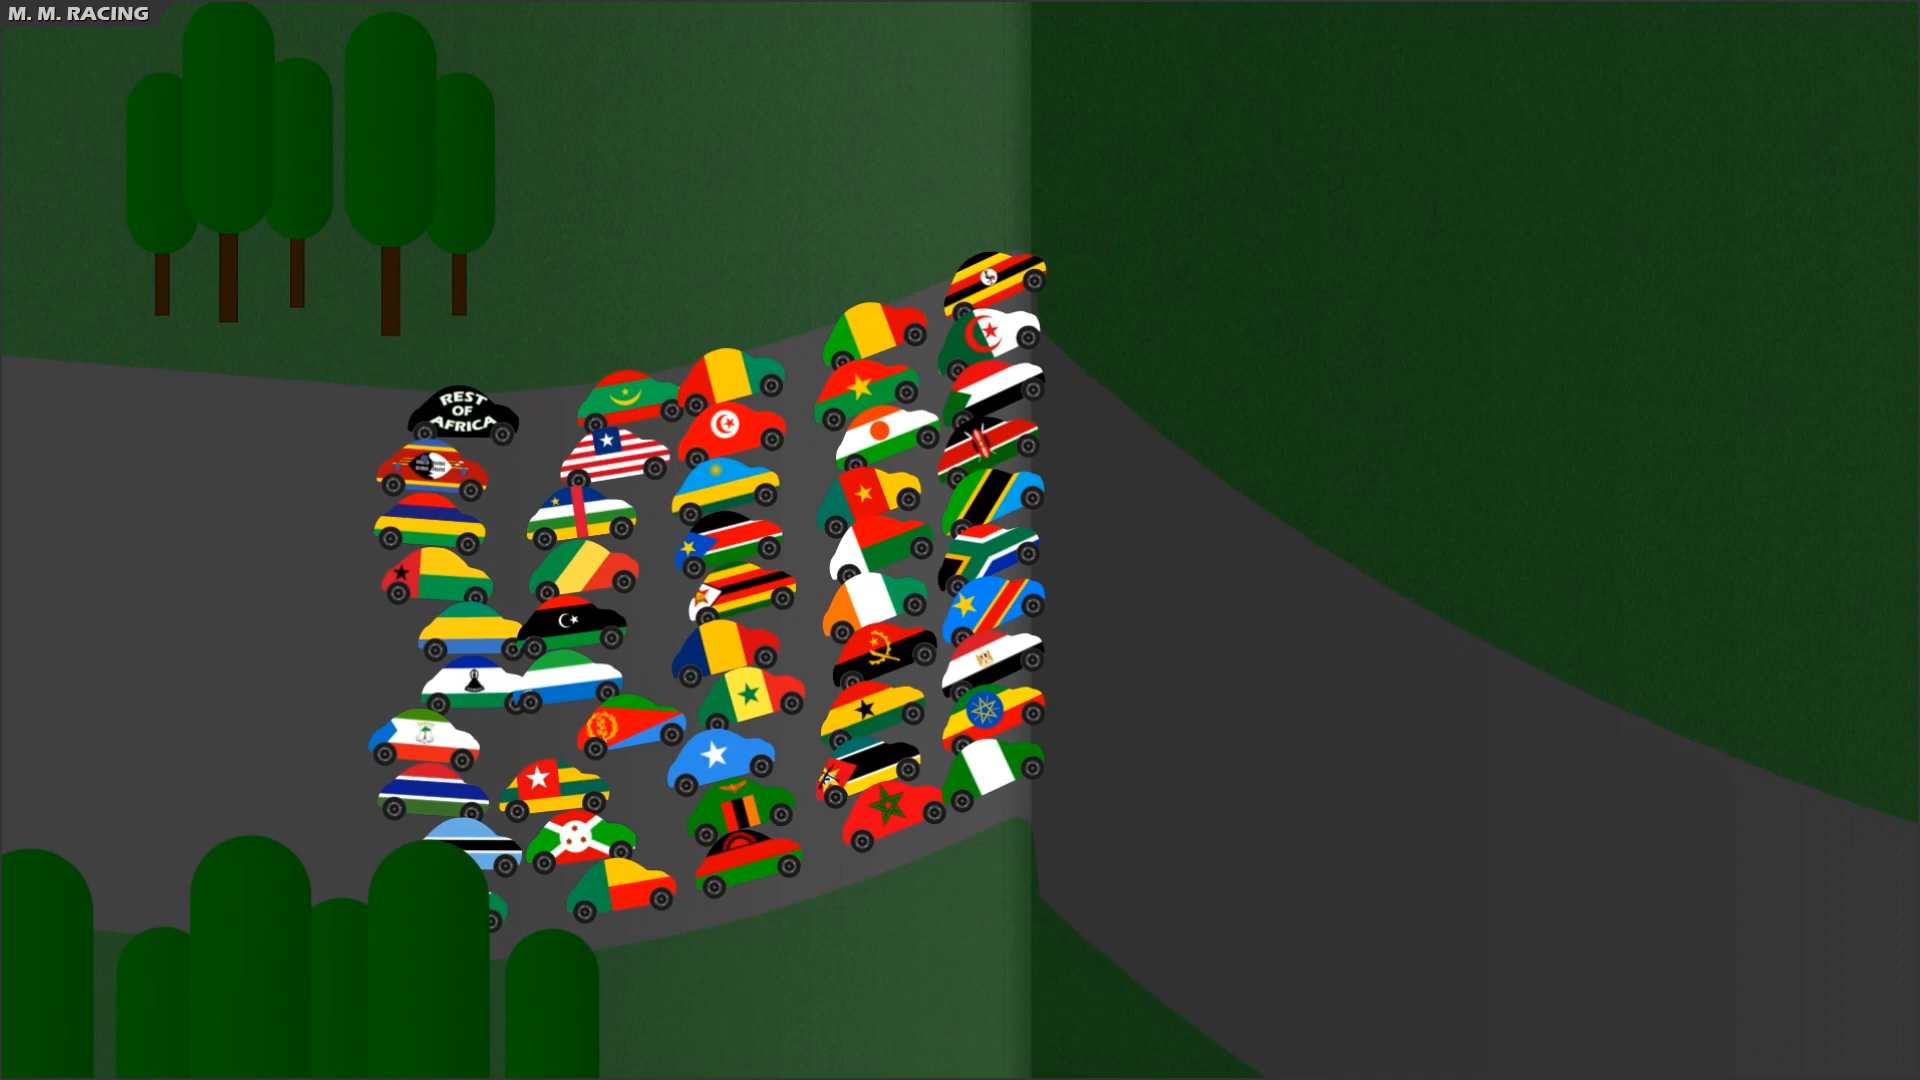 M. M. RACING
REST
OF
AFRICA